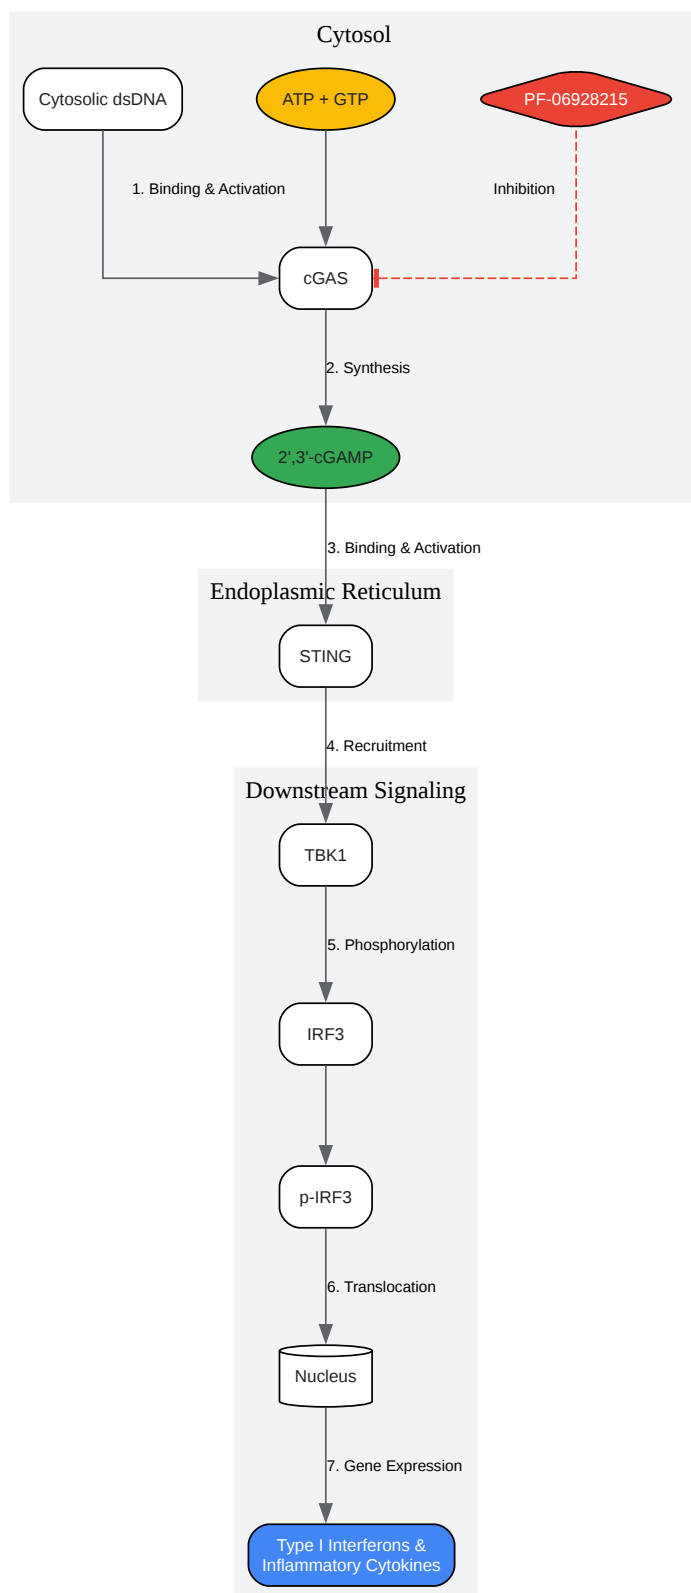 Cytosol
Cytosolic dsDNA
ATP + GTP
PF-06928215
1. Binding & Activation
Inhibition
cGAS
2. Synthesis
2',3'-cGAMP
3. Binding & Activation
Endoplasmic Reticulum
STING
4. Recruitment
Downstream Signaling
TBK1
5. Phosphorylation
IRF3
p-IRF3
6. Translocation
Nucleus
7. Gene Expression
Type I Interferons &
Inflammatory Cytokines